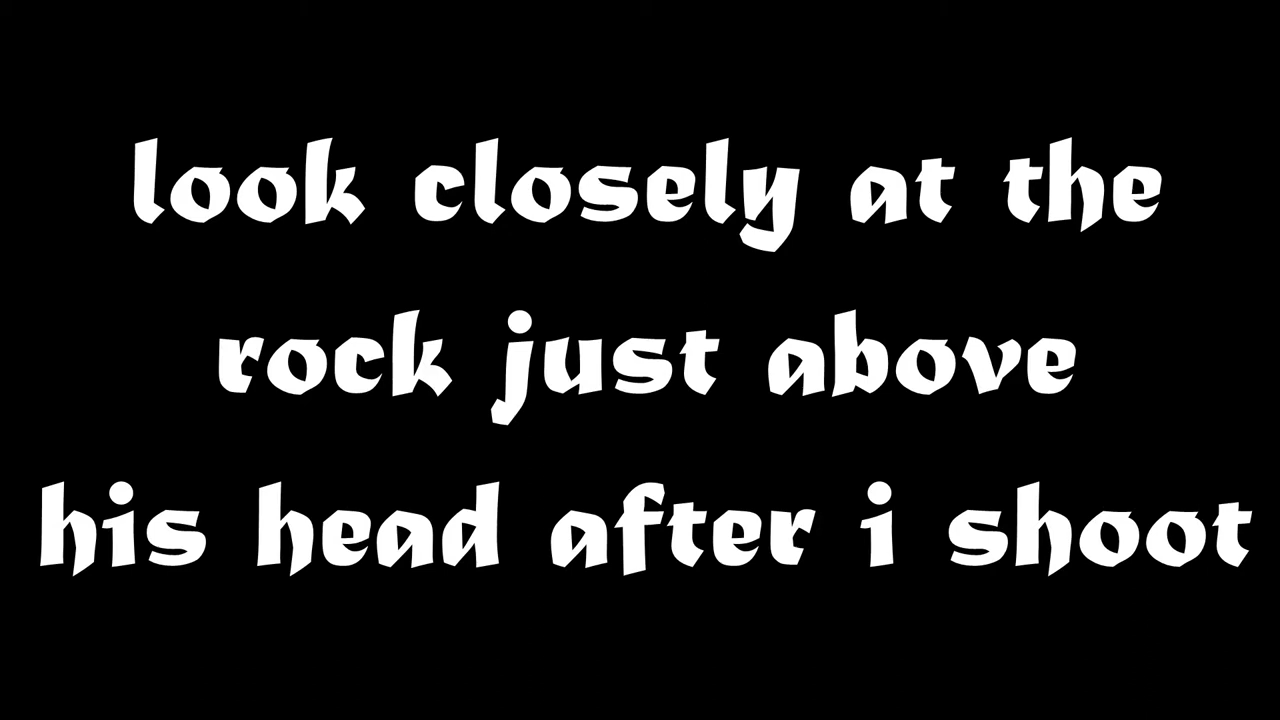 look closely at the
rock just above
his head after i shoot